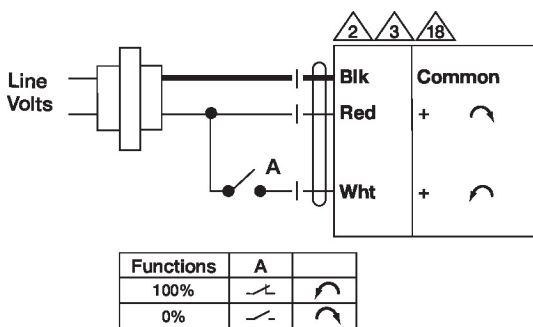 2 3 18
Line
Volts
Blk Common
Red +
A
Wht +
Functions A
100%
0%